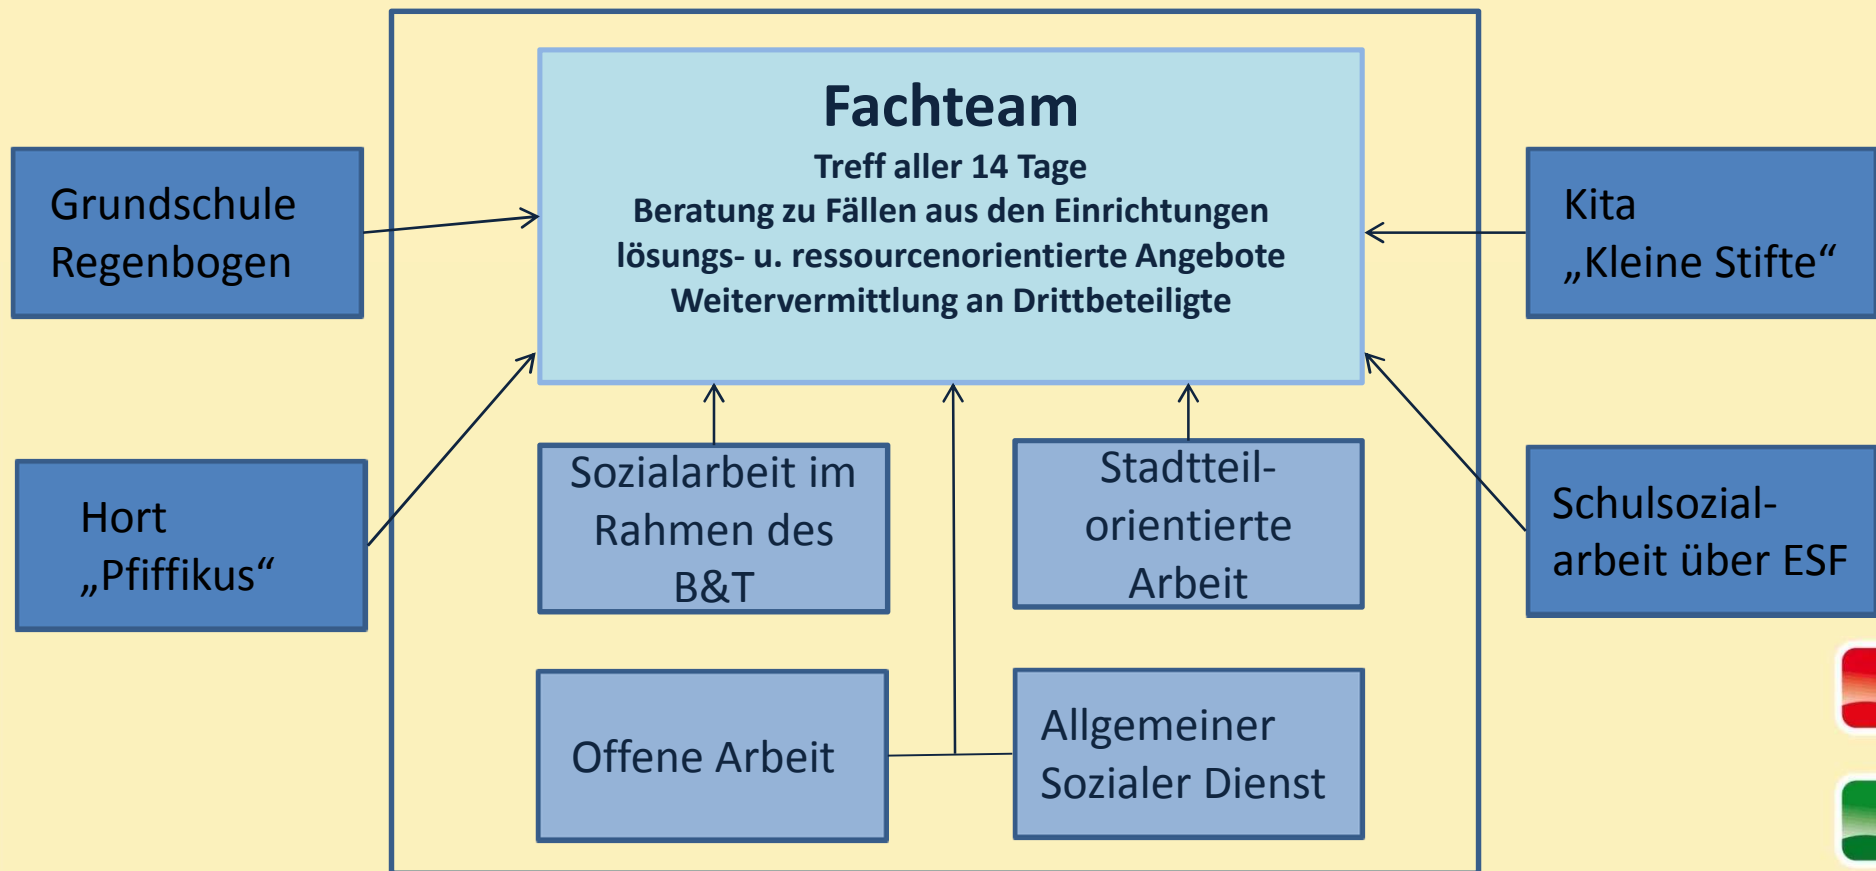 Fachteam
Treff aller 14 Tage
Beratung zu Fällen aus den Einrichtungen
lösungs- u. ressourcenorientierte Angebote
Weitervermittlung an Drittbeteiligte
Grundschule
Regenbogen
Kita
„Kleine Stifte“
Hort
„Pfiffikus“
Sozialarbeit im
Rahmen des
B&T
Stadtteil-
orientierte
Arbeit
Schulsozial-
arbeit über ESF
Offene Arbeit
Allgemeiner
Sozialer Dienst